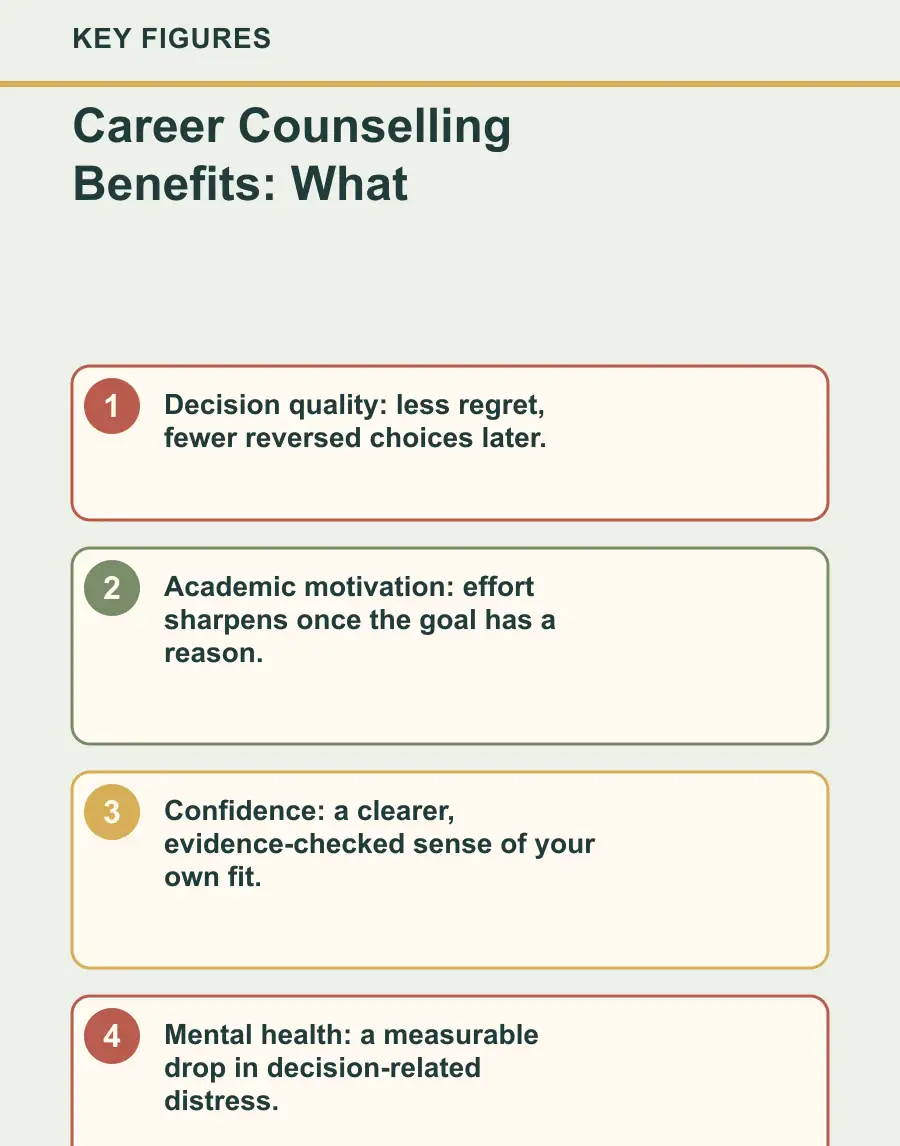 KEY FIGURES
Career Counselling
Benefits: What
1
Decision quality: less regret,
fewer reversed choices later.
2
Academic motivation: effort
sharpens once the goal has a
reason.
3
Confidence: a clearer,
evidence-checked sense of your
own fit.
4
Mental health: a measurable
drop in decision-related
distress.